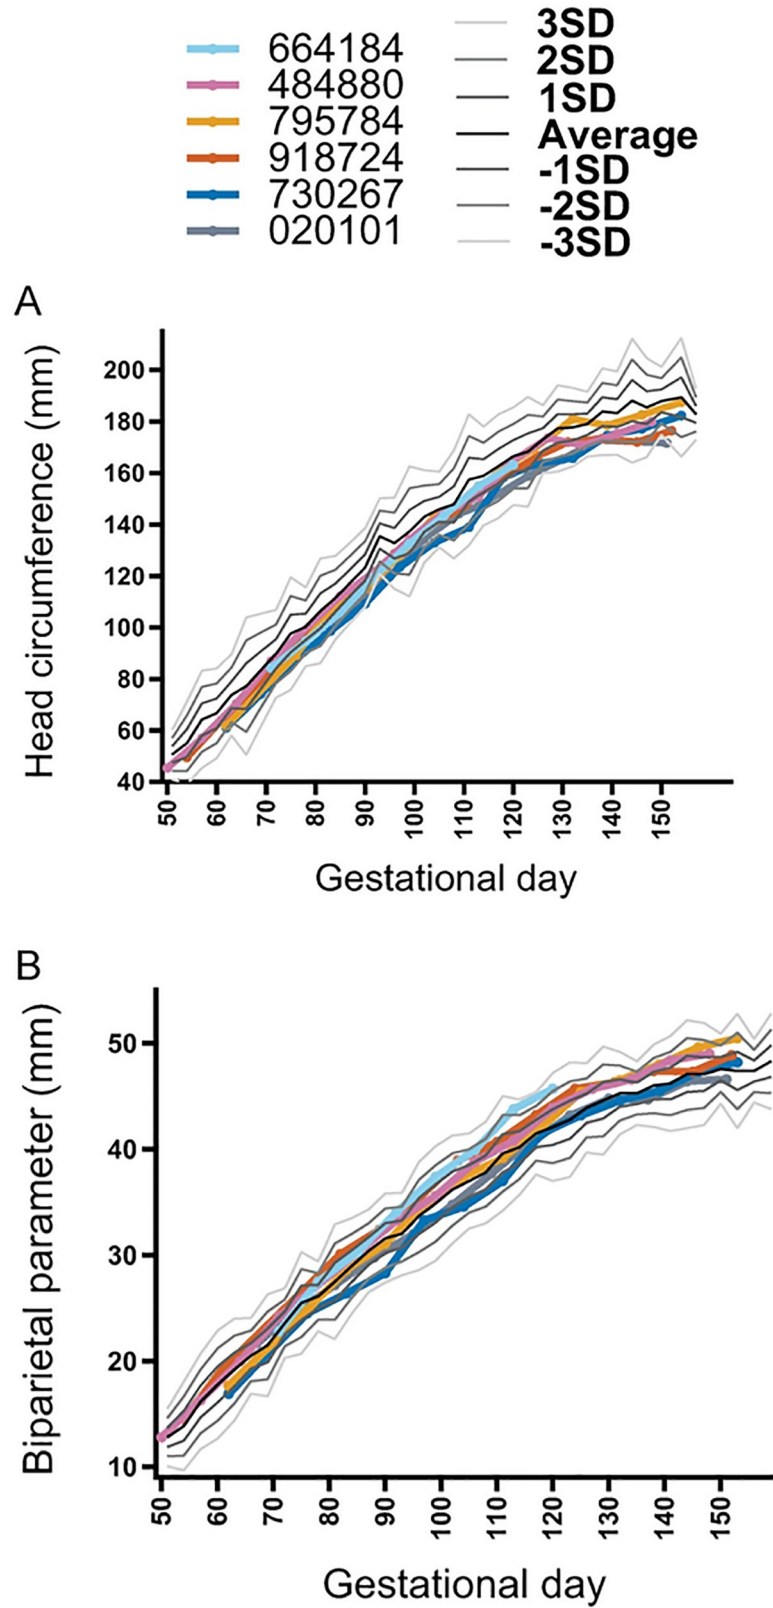 664184
484880
795784
918724
730267
020101
3SD
2SD
1SD
Average
-1SD
-2SD
-3SD
A
Head circumference (mm)
200
180
160
140
120
100
80
60
40
50 60 70 80 90 100 110 120 130 140 150
Gestational day
B
Biparietal parameter (mm)
50
40
30
20
10
50 60 70 80 90 100 110 120 130 140 150
Gestational day